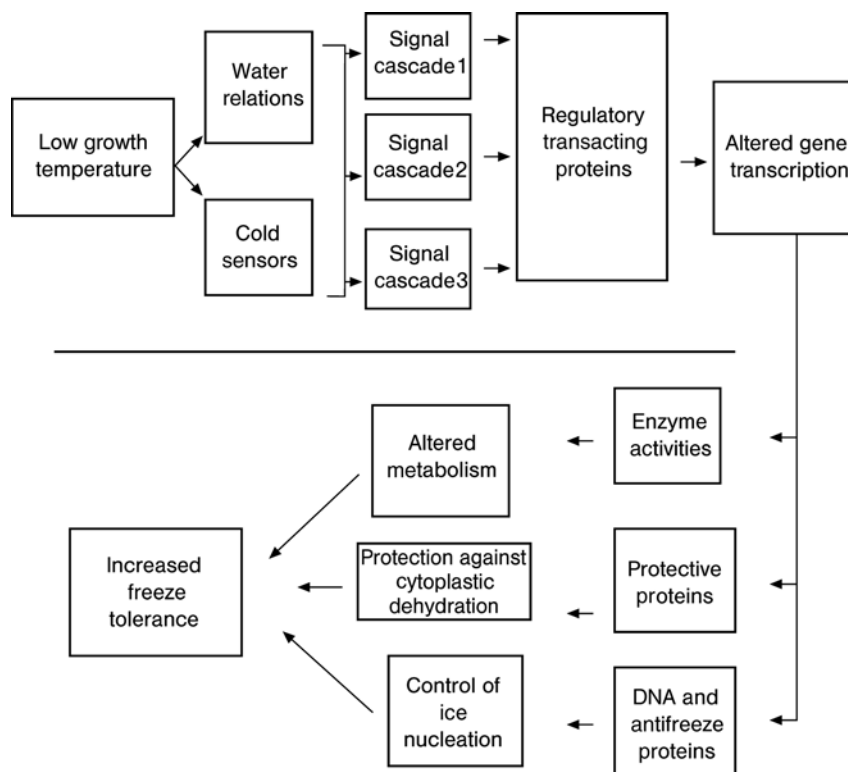 Low growth
temperature
Water
relations
Cold
sensors
Signal
cascade1
Signal
cascade2
Signal
cascade3
Regulatory
transacting
proteins
Altered gene
transcription
Enzyme
activities
Altered
metabolism
Protective
proteins
Protection against
cytoplastic
dehydration
DNA and
antifreeze
proteins
Control of
ice
nucleation
Increased
freeze
tolerance